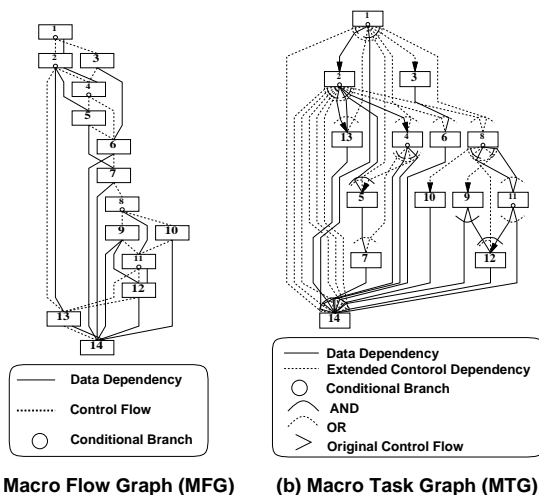 1
2
3
4
5
6
7
8
9
10
11
12
13
14
Data Dependency
Control Flow
Conditional Branch
Macro Flow Graph (MFG)
1
2
3
13
4
6
8
5
10
9
11
7
12
14
Data Dependency
Extended Contorol Dependency
Conditional Branch
AND
OR
Original Control Flow
(b) Macro Task Graph (MTG)